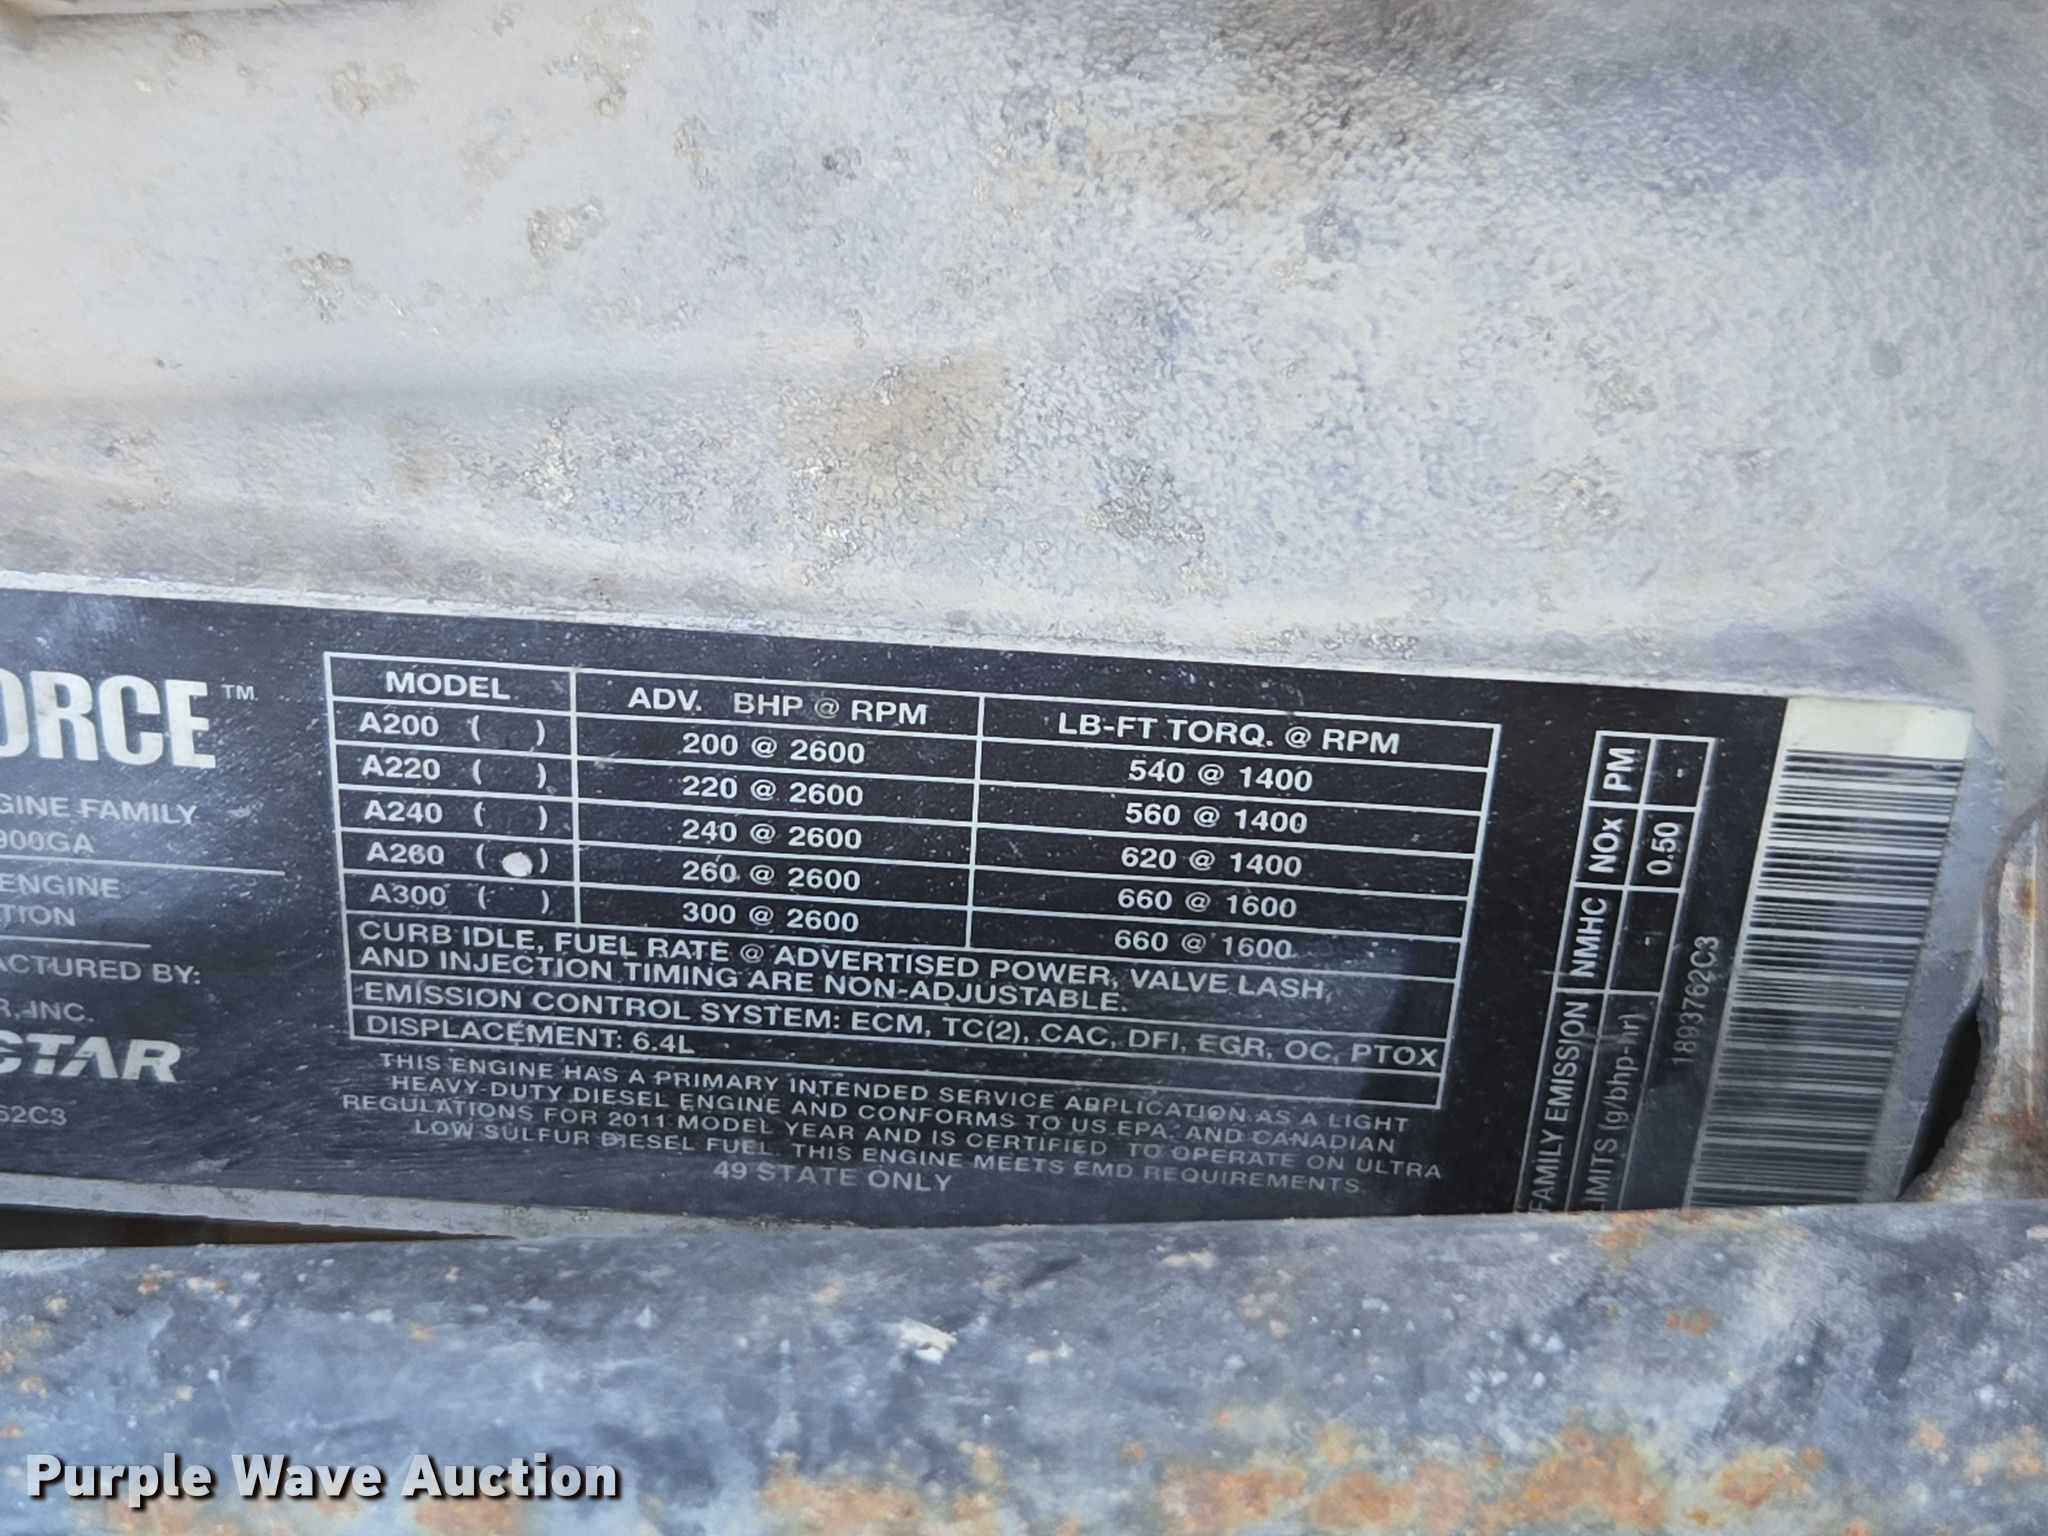 ORCE™
GINE FAMILY
900GA
ENGINE
TION
ACTURED BY:
R, INC.
STAR
62C3
MODEL ADV. BHP @ RPM LB-FT TORQ. @ RPM
A200 ( ) 200 @ 2600 540 @ 1400
A220 ( ) 220 @ 2600 560 @ 1400
A240 ( ) 240 @ 2600 620 @ 1400
A260 ( ) 260 @ 2600 660 @ 1600
A300 ( ) 300 @ 2600 660 @ 1600
CURB IDLE, FUEL RATE @ ADVERTISED POWER, VALVE LASH,
AND INJECTION TIMING ARE NON-ADJUSTABLE.
EMISSION CONTROL SYSTEM: ECM, TC(2), CAC, DFI, EGR, OC, PTOX
DISPLACEMENT: 6.4L
THIS ENGINE HAS A PRIMARY INTENDED SERVICE APPLICATION AS A LIGHT
HEAVY-DUTY DIESEL ENGINE AND CONFORMS TO US EPA AND CANADIAN
REGULATIONS FOR 2011 MODEL YEAR AND IS CERTIFIED TO OPERATE ON ULTRA
LOW SULFUR DIESEL FUEL. THIS ENGINE MEETS EMD REQUIREMENTS.
49 STATE ONLY
FAMILY EMISSION NMHC NOx PM
LIMITS (g/bhp-hr) - 0.50 -
1893762C3
Purple Wave Auction